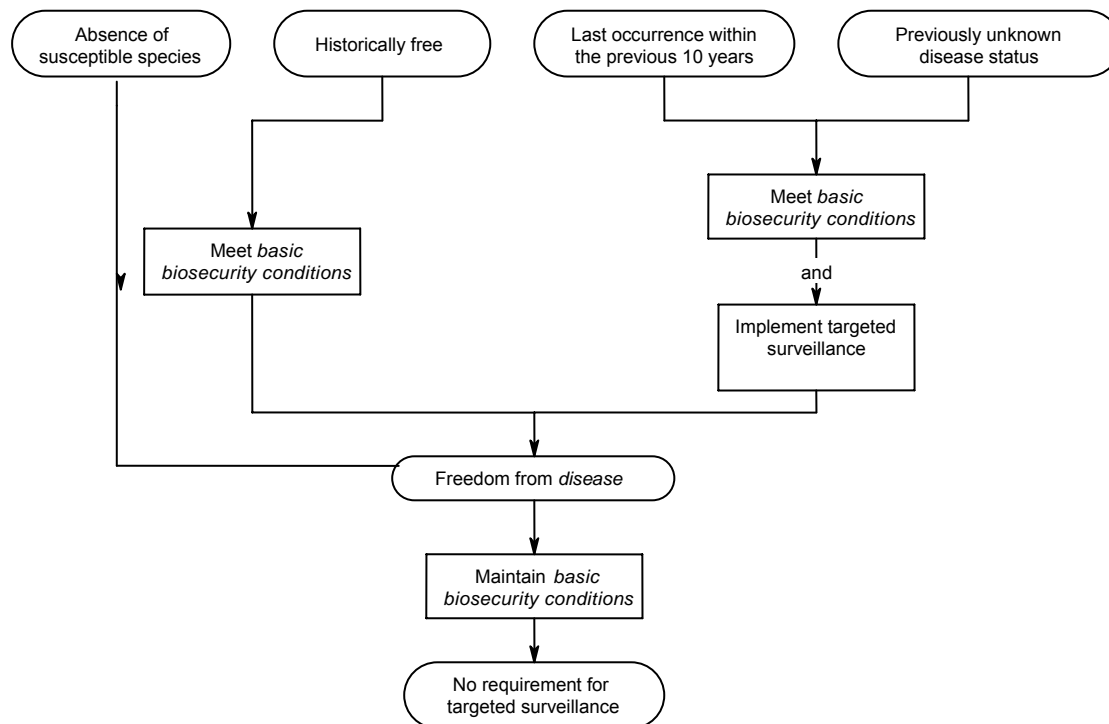 Absence of
susceptible species
Historically free
Last occurrence within
the previous 10 years
Previously unknown
disease status
Meet basic
biosecurity conditions
Meet basic
biosecurity conditions
and
Implement targeted
surveillance
Freedom from disease
Maintain basic
biosecurity conditions
No requirement for
targeted surveillance